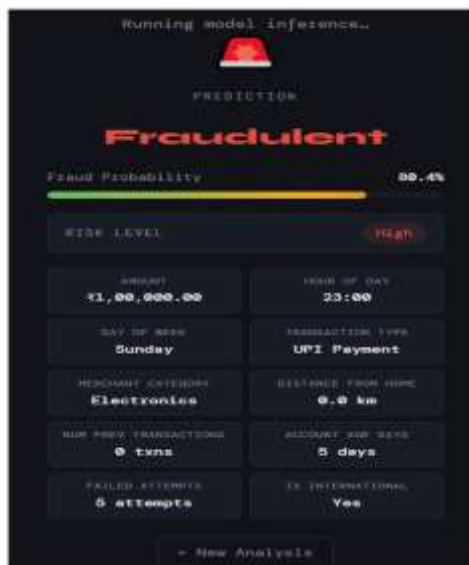 Running model inference…
PREDICTION
Fraudulent
Fraud Probability 80.4%
RISK LEVEL High
AMOUNT HOUR OF DAY
₹1,00,000.00 23:00
DAY OF WEEK TRANSACTION TYPE
Sunday UPI Payment
MERCHANT CATEGORY DISTANCE FROM HOME
Electronics 0.0 km
NUM PREV TRANSACTIONS ACCOUNT AGE DAYS
0 txns 5 days
FAILED ATTEMPTS IS INTERNATIONAL
5 attempts Yes
← New Analysis